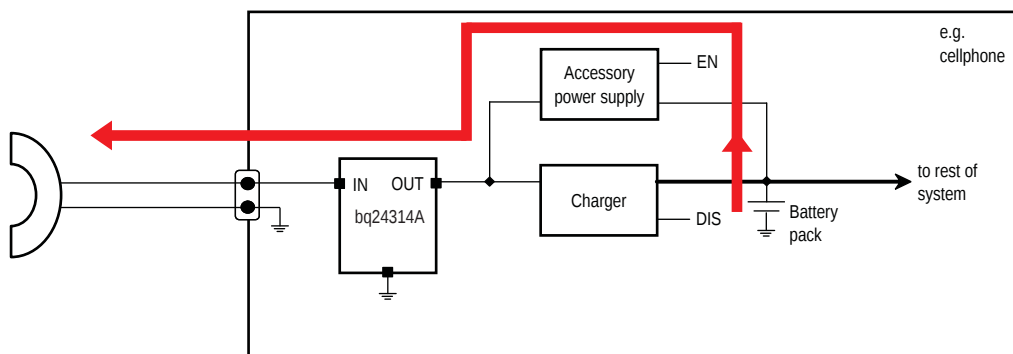 e.g.
cellphone
Accessory
power supply
EN
IN
OUT
bq24314A
Charger
DIS
to rest of
system
Battery
pack